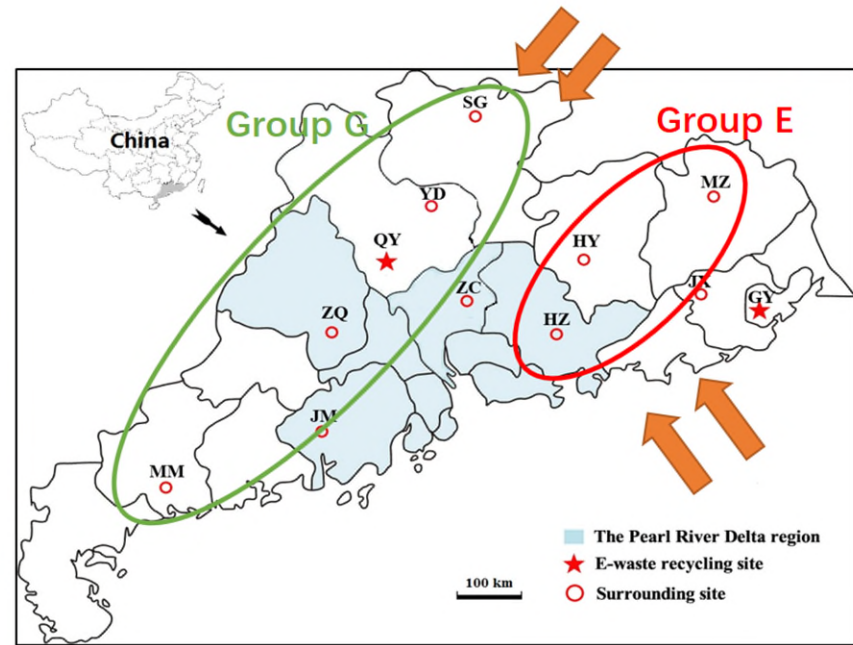 China
Group G
Group E
SG
MZ
YD
QY
HY
ZC
JX
GY
ZQ
HZ
JM
MM
The Pearl River Delta region
E-waste recycling site
100 km
Surrounding site